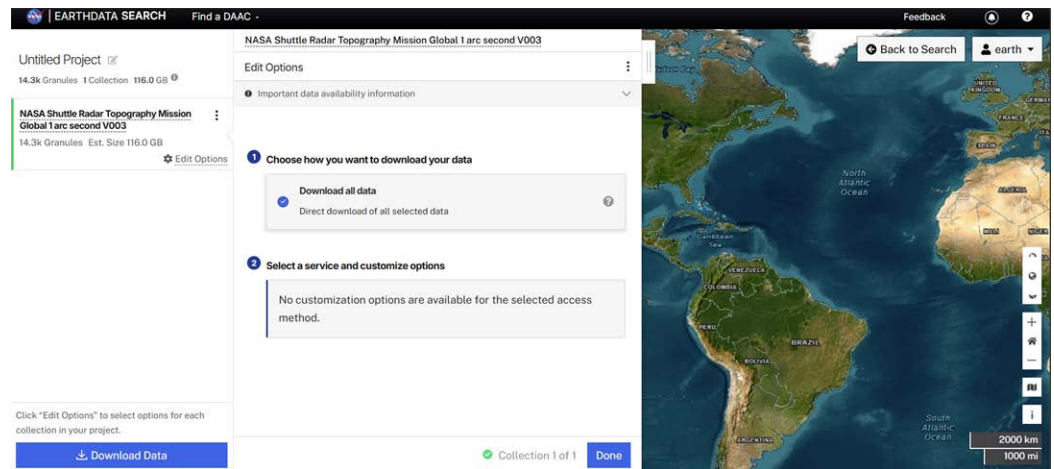 EARTHDATA SEARCH Find a DAAC
Feedback
Untitled Project
14.3k Granules 1 Collection 116.0 GB
NASA Shuttle Radar Topography Mission
Global 1 arc second V003
14.3k Granules Est. Size 116.0 GB
Edit Options
Click "Edit Options" to select options for each
collection in your project.
Download Data
NASA Shuttle Radar Topography Mission Global 1 arc second V003
Edit Options
Important data availability information
1 Choose how you want to download your data
Download all data
Direct download of all selected data
2 Select a service and customize options
No customization options are available for the selected access
method.
Collection 1 of 1 Done
Back to Search
earth
Hudson Bay
UNITED
KINGDOM
GERMAN
FRANCE
SPAIN
North
Atlantic
Ocean
ALGERIA
MALI
NIGER
Caribbean
Sea
VENEZUELA
COLOMBIA
PERU
BRAZIL
BOLIVIA
ARGENTINA
South
Atlantic
Ocean
2000 km
1000 mi